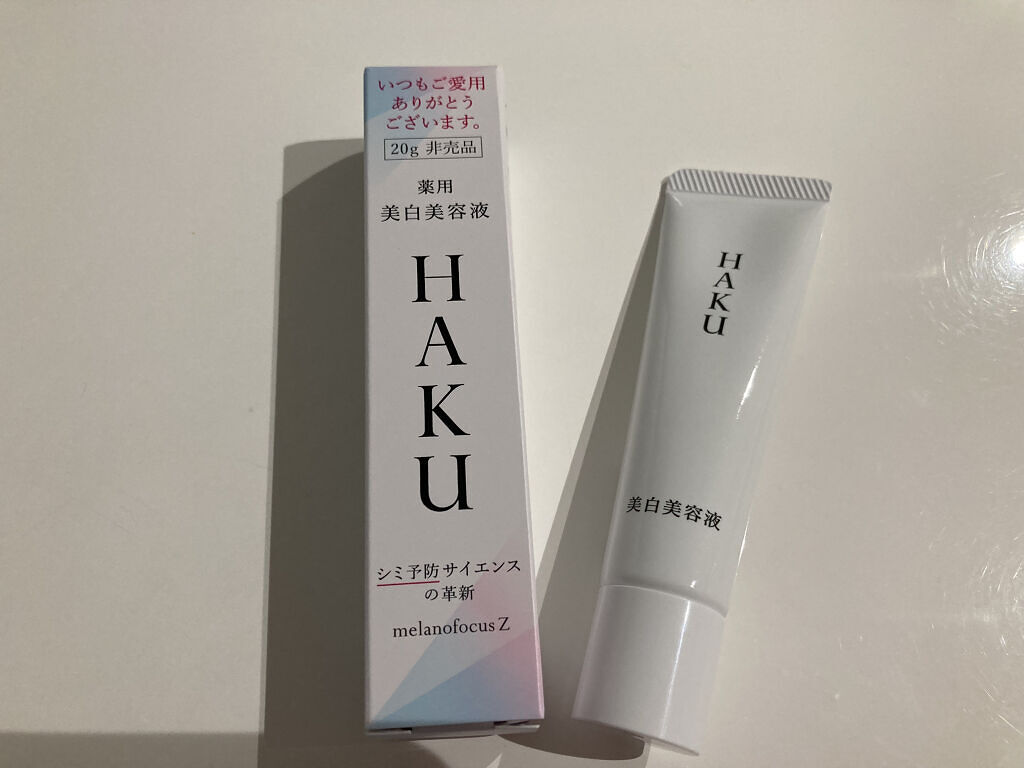 いつもご愛用
ありがとう
ございます。
20g 非売品
薬用
美白美容液
HAKU
シミ予防サイエンス
の革新
melanofocus Z
HAKU
美白美容液